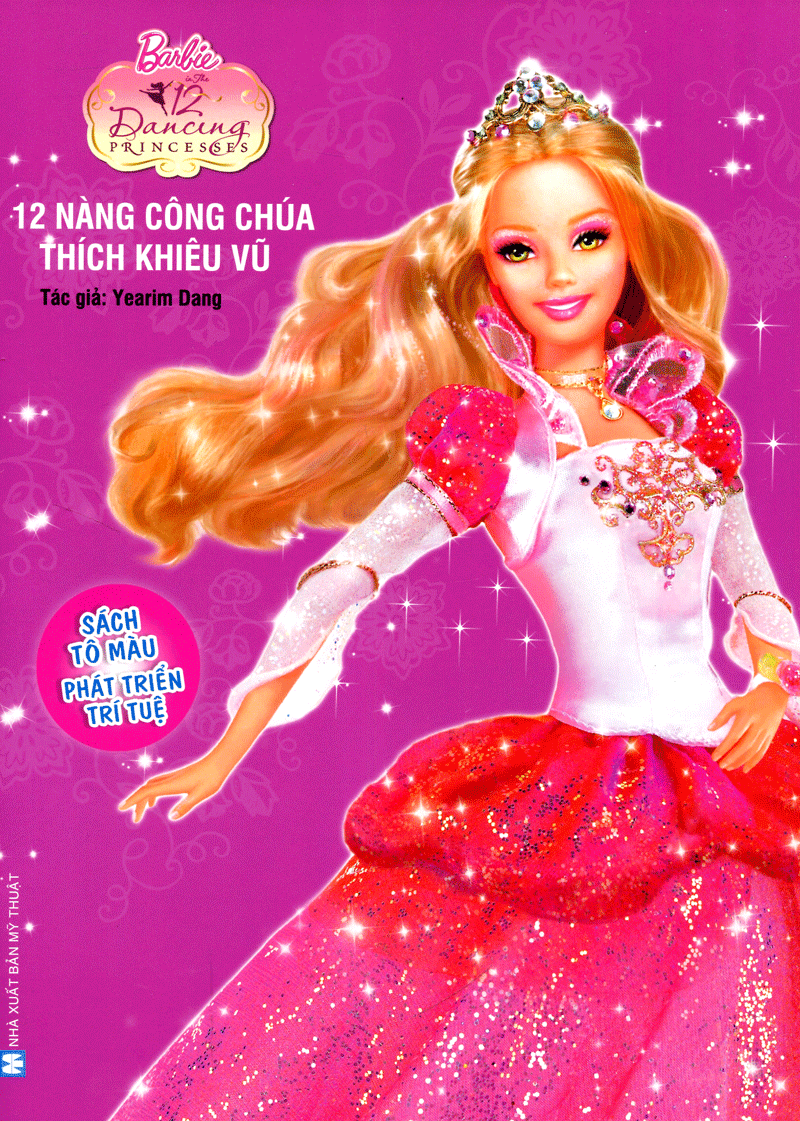 Barbie
in The
12
Dancing
PRINCESSES
12 NÀNG CÔNG CHÚA
THÍCH KHIÊU VŨ
Tác giả: Yearim Dang
SÁCH
TÔ MÀU
PHÁT TRIỂN
TRÍ TUỆ
NHÀ XUẤT BẢN MỸ THUẬT